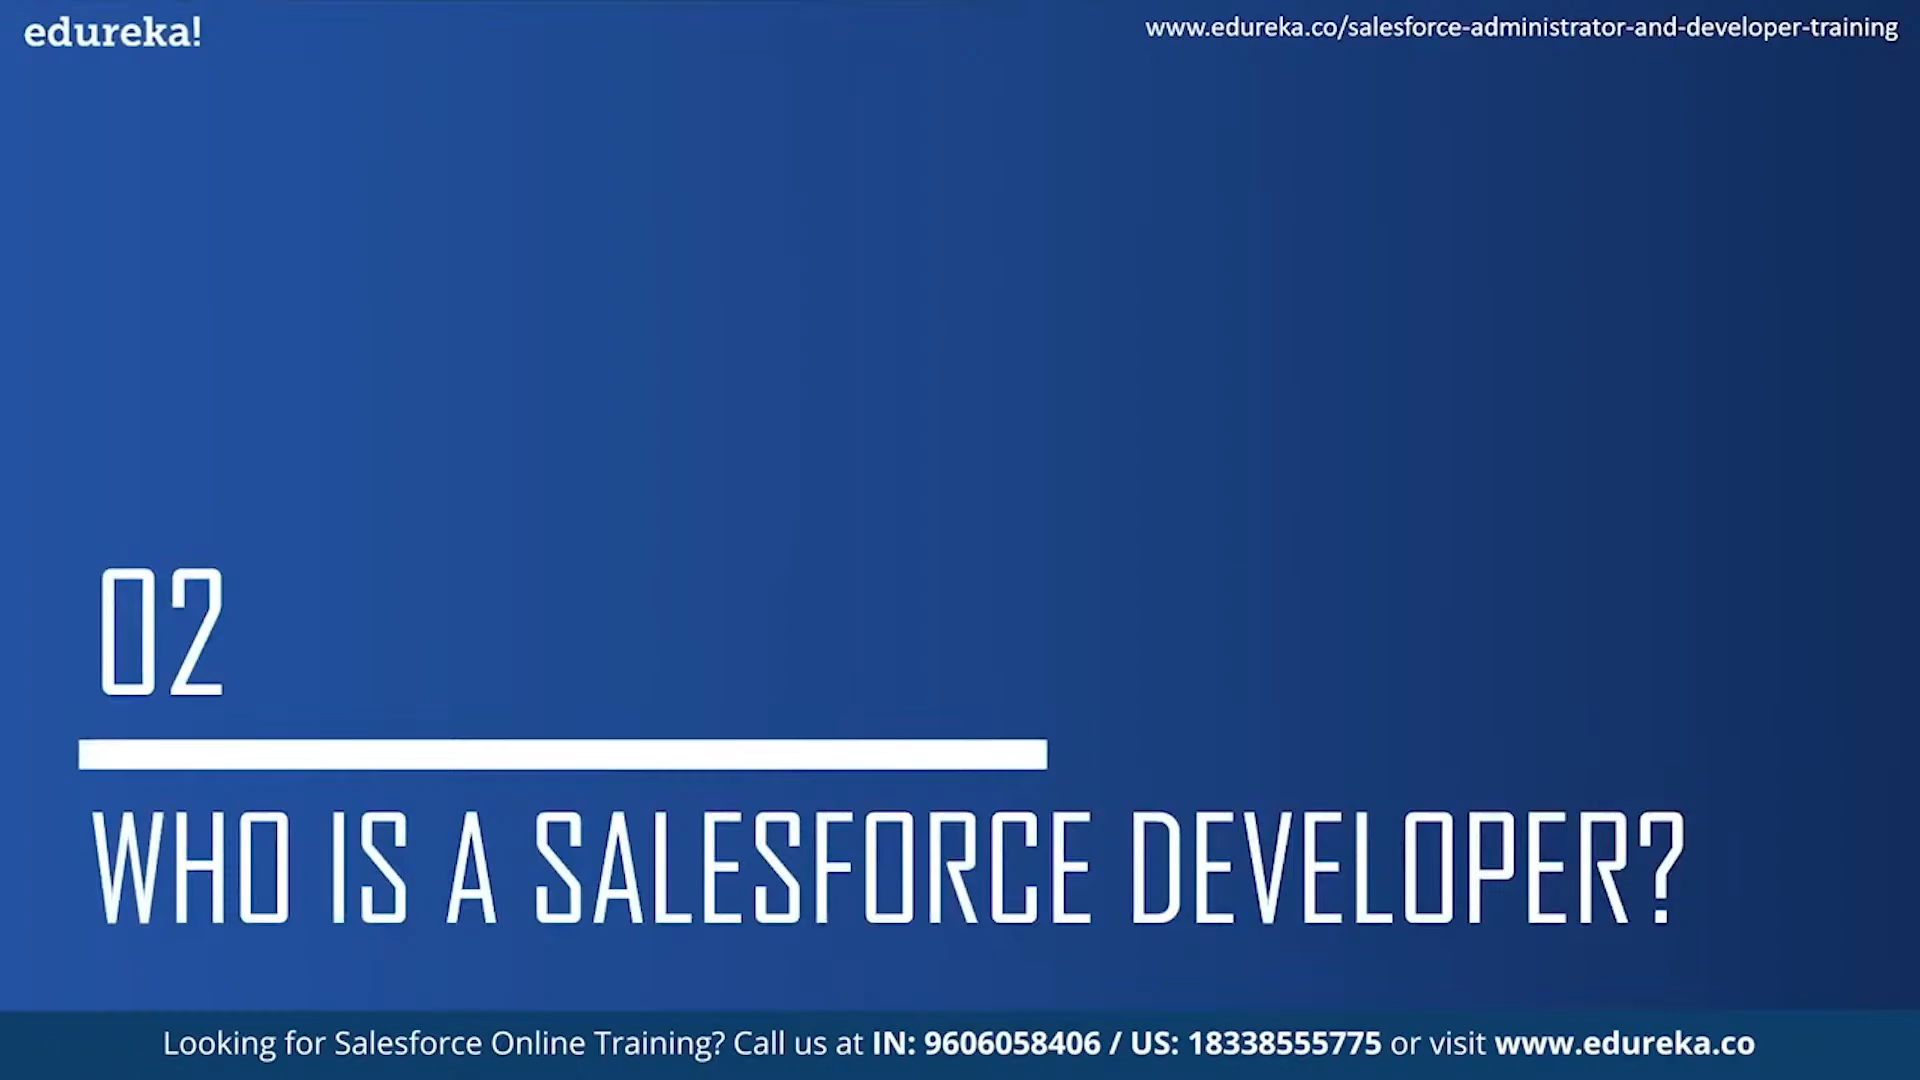 edureka!
www.edureka.co/salesforce-administrator-and-developer-training
02
WHO IS A SALESFORCE DEVELOPER?
Looking for Salesforce Online Training? Call us at IN: 9606058406 / US: 18338555775 or visit www.edureka.co